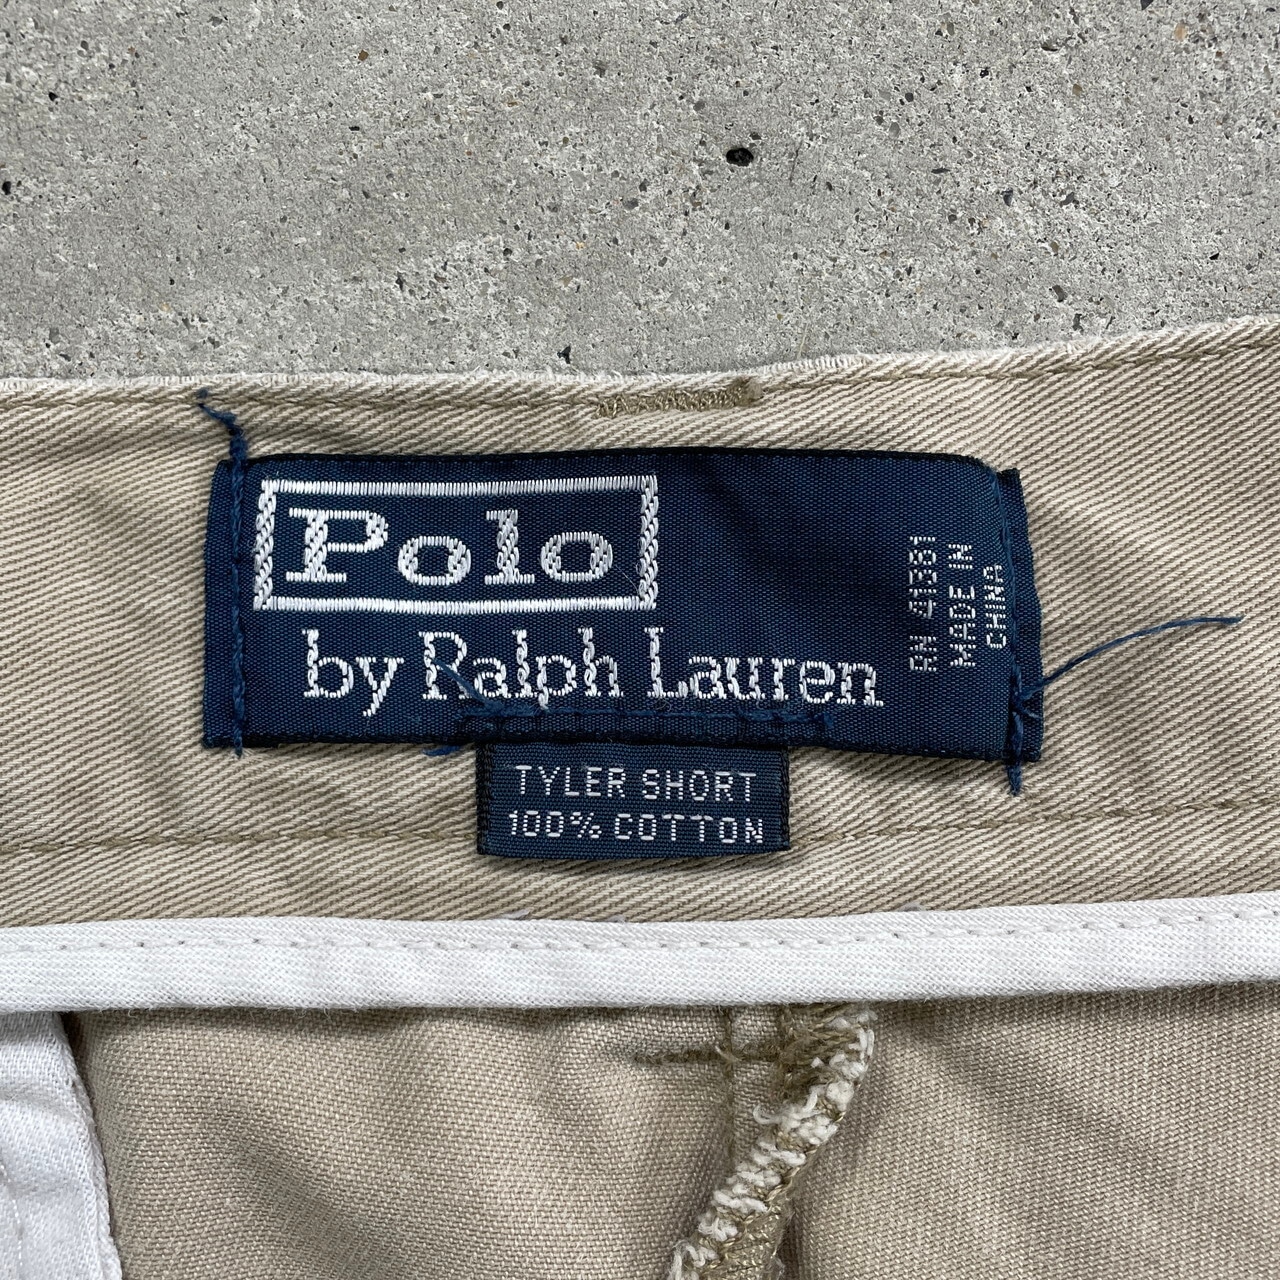 Polo
by Ralph Lauren
RN 41381
MADE IN
CHINA
TYLER SHORT
100% COTTON